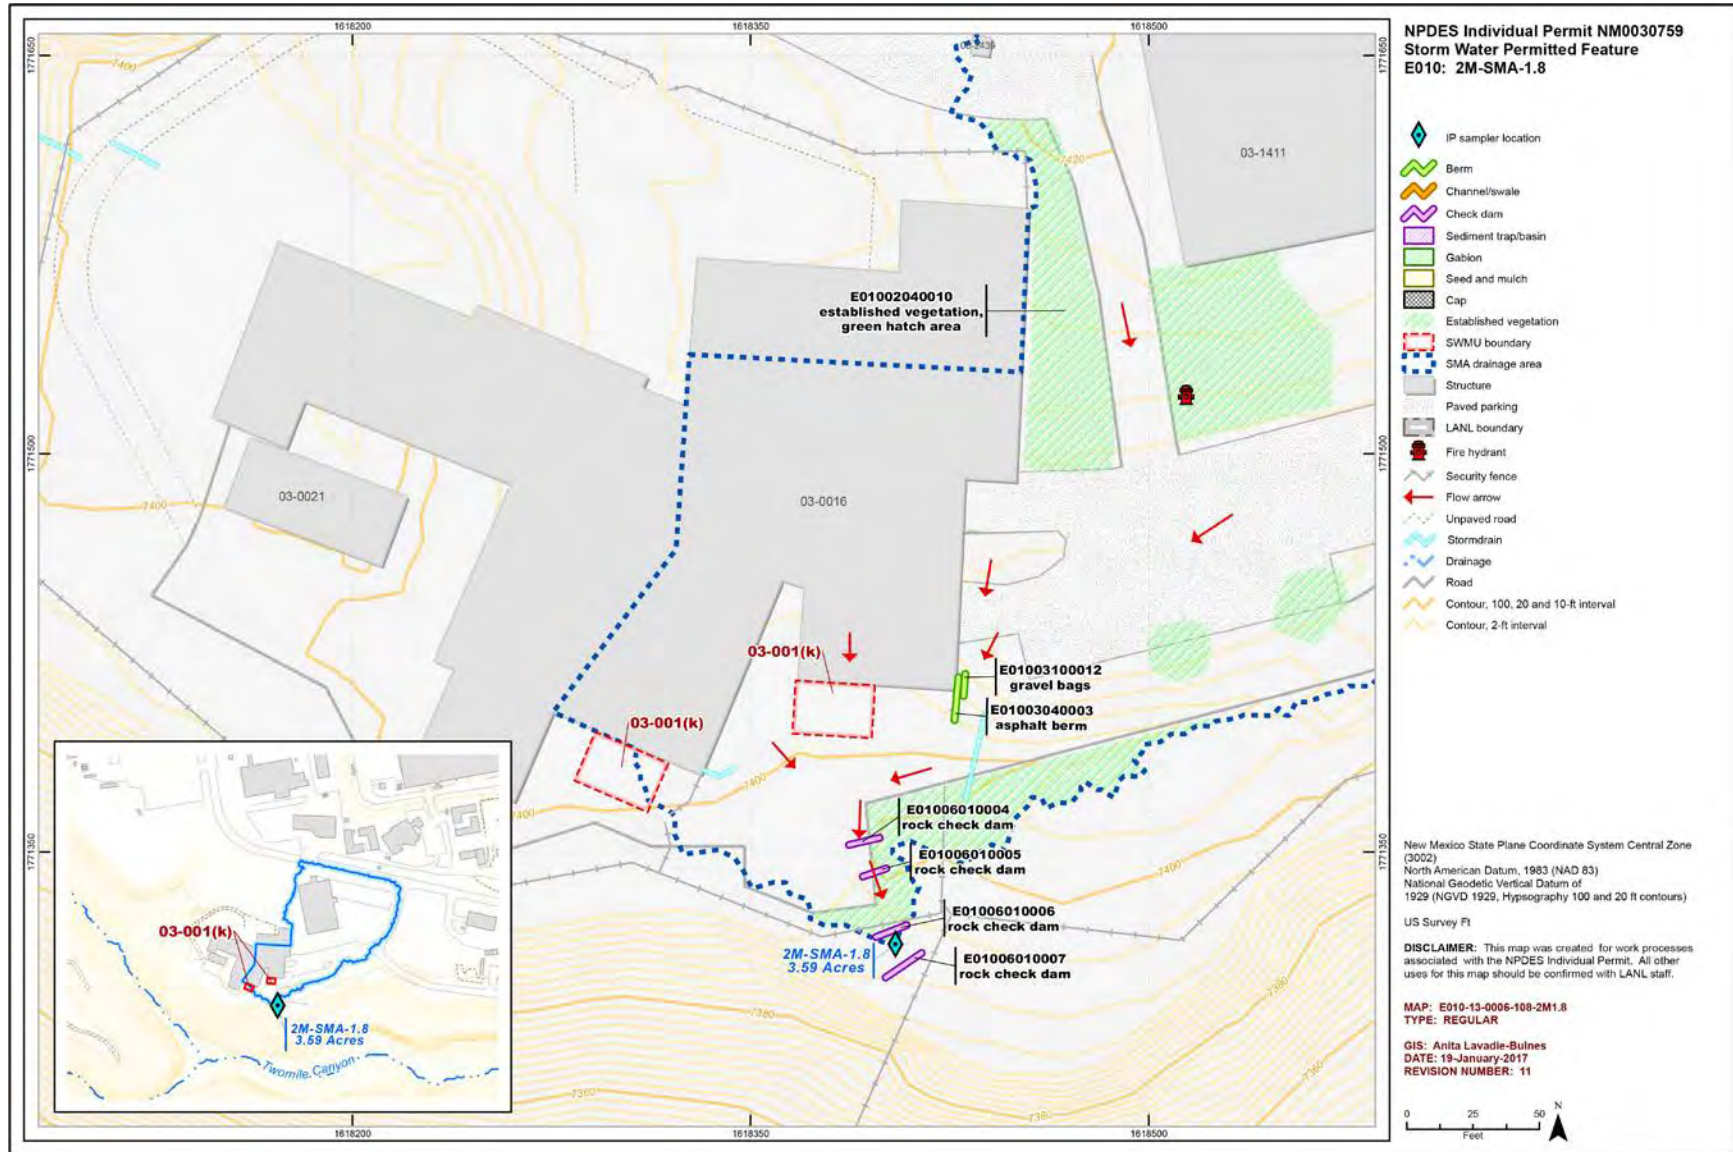 NPDES Individual Permit NM0030759
Storm Water Permitted Feature
E010: 2M-SMA-1.8
IP sampler location
Berm
Channel/swale
Check dam
Sediment trap/basin
Gabion
Seed and mulch
Cap
Established vegetation
SWMU boundary
SMA drainage area
Structure
Paved parking
LANL boundary
Fire hydrant
Security fence
Flow arrow
Unpaved road
Stormdrain
Drainage
Road
Contour, 100, 20 and 10-ft interval
Contour, 2-ft interval
New Mexico State Plane Coordinate System Central Zone
(3002)
North American Datum, 1983 (NAD 83)
National Geodetic Vertical Datum of
1929 (NGVD 1929, Hypsography 100 and 20 ft contours)
US Survey Ft
DISCLAIMER: This map was created for work processes
associated with the NPDES Individual Permit. All other
uses for this map should be confirmed with LANL staff.
MAP: E010-13-0006-108-2M1.8
TYPE: REGULAR
GIS: Anita Lavadie-Bulnes
DATE: 19-January-2017
REVISION NUMBER: 11
0 25 50
Feet
N
1618200 1618350 1618500
1771650 1771650
7400
7420
03-1411
E01002040010
established vegetation,
green hatch area
1771500 1771500
03-0021
03-0016
7400
03-001(k)
03-001(k)
E01003100012
gravel bags
E01003040003
asphalt berm
7400
7400
E01006010004
rock check dam
E01006010005
rock check dam
1771350
7400
E01006010006
rock check dam
2M-SMA-1.8
3.59 Acres
E01006010007
rock check dam
7380
7380
7360
7380
03-001(k)
2M-SMA-1.8
3.59 Acres
Twomile Canyon
1618200 1618350 1618500